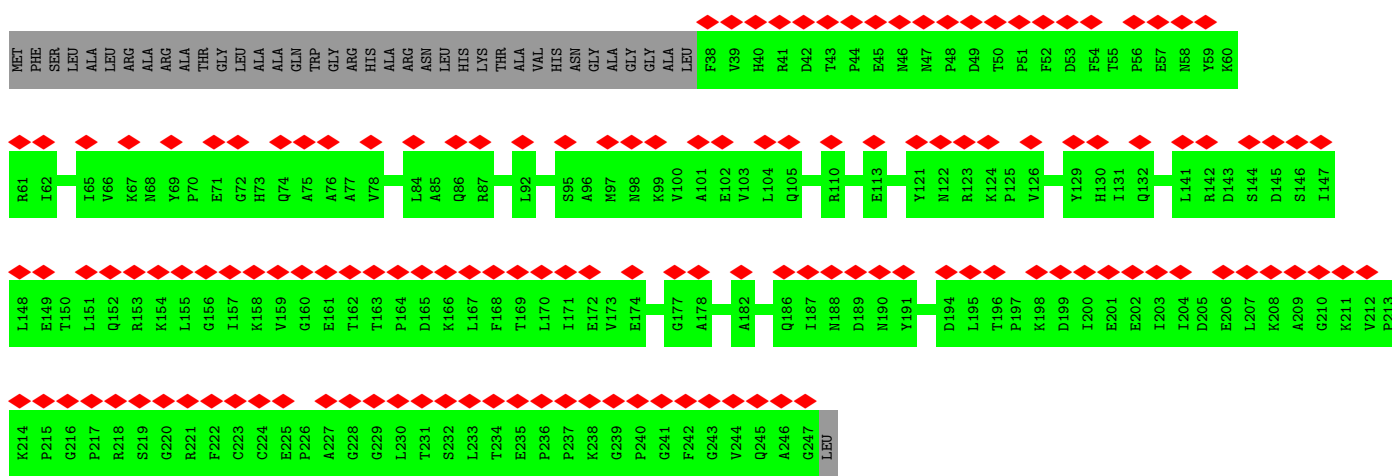 MET PHE SER LEU ALA ALA LEU ARG ALA ARG ALA THR GLY LEU ALA ALA GLN TRP GLY ARG HIS ALA ARG ASN LEU HIS LYS THR ALA VAL HIS ASN GLY ALA GLY GLY ALA LEU F38 V39 H40 R41 D42 T43 P44 E45 N46 N47 P48 D49 T50 P51 F52 D53 F54 T55 P56 E57 N58 Y59 K60
R61 I62 I65 V66 K67 N68 Y69 P70 E71 G72 H73 Q74 A75 A76 A77 V78 L84 A85 Q86 R87 L92 S95 A96 M97 N98 K99 V100 A101 E102 V103 L104 Q105 R110 E113 Y121 N122 R123 K124 P125 V126 Y129 H130 I131 Q132 L141 R142 D143 S144 D145 S146 I147
L148 E149 T150 L151 Q152 R153 K154 L155 G156 I157 K158 V159 G160 E161 T162 T163 P164 D165 K166 L167 F168 T169 L170 I171 E172 V173 E174 G177 A178 A182 Q186 I187 N188 D189 N190 Y191 D194 L195 T196 P197 K198 D199 I200 E201 E202 I203 I204 D205 E206 L207 K208 A209 G210 K211 V212 P213
K214 P215 G216 P217 R218 S219 G220 R221 F222 C223 C224 E225 P226 A227 G228 G229 L230 T231 S232 L233 T234 E235 P236 P237 K238 G239 P240 G241 F242 G243 V244 Q245 A246 G247 LEU